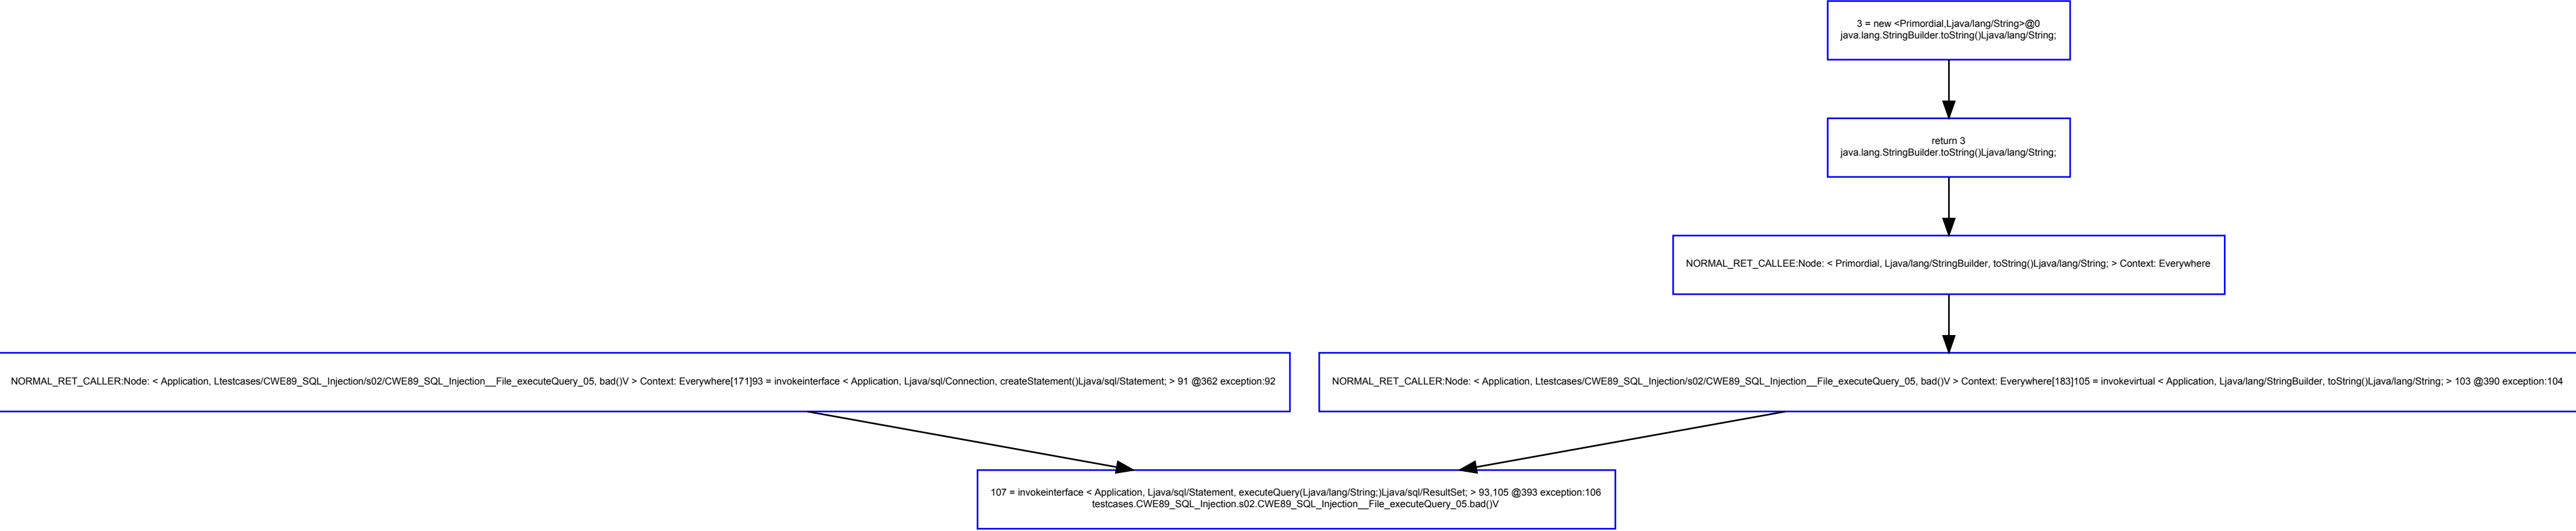 3 = new <Primordial,Ljava/lang/String>@0
java.lang.StringBuilder.toString()Ljava/lang/String;
return 3
java.lang.StringBuilder.toString()Ljava/lang/String;
NORMAL_RET_CALLEE:Node: < Primordial, Ljava/lang/StringBuilder, toString()Ljava/lang/String; > Context: Everywhere
NORMAL_RET_CALLER:Node: < Application, Ltestcases/CWE89_SQL_Injection/s02/CWE89_SQL_Injection__File_executeQuery_05, bad()V > Context: Everywhere[171]93 = invokeinterface < Application, Ljava/sql/Connection, createStatement()Ljava/sql/Statement; > 91 @362 exception:92
NORMAL_RET_CALLER:Node: < Application, Ltestcases/CWE89_SQL_Injection/s02/CWE89_SQL_Injection__File_executeQuery_05, bad()V > Context: Everywhere[183]105 = invokevirtual < Application, Ljava/lang/StringBuilder, toString()Ljava/lang/String; > 103 @390 exception:104
107 = invokeinterface < Application, Ljava/sql/Statement, executeQuery(Ljava/lang/String;)Ljava/sql/ResultSet; > 93,105 @393 exception:106
testcases.CWE89_SQL_Injection.s02.CWE89_SQL_Injection__File_executeQuery_05.bad()V